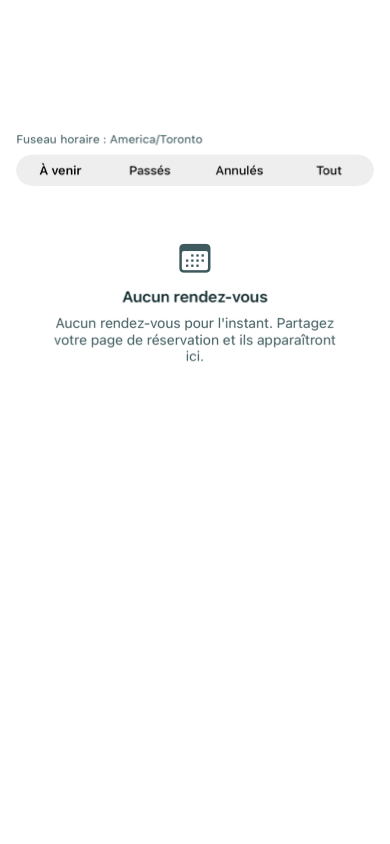 Fuseau horaire : America/Toronto
À venir Passés Annulés Tout
Aucun rendez-vous
Aucun rendez-vous pour l'instant. Partagez
votre page de réservation et ils apparaîtront
ici.